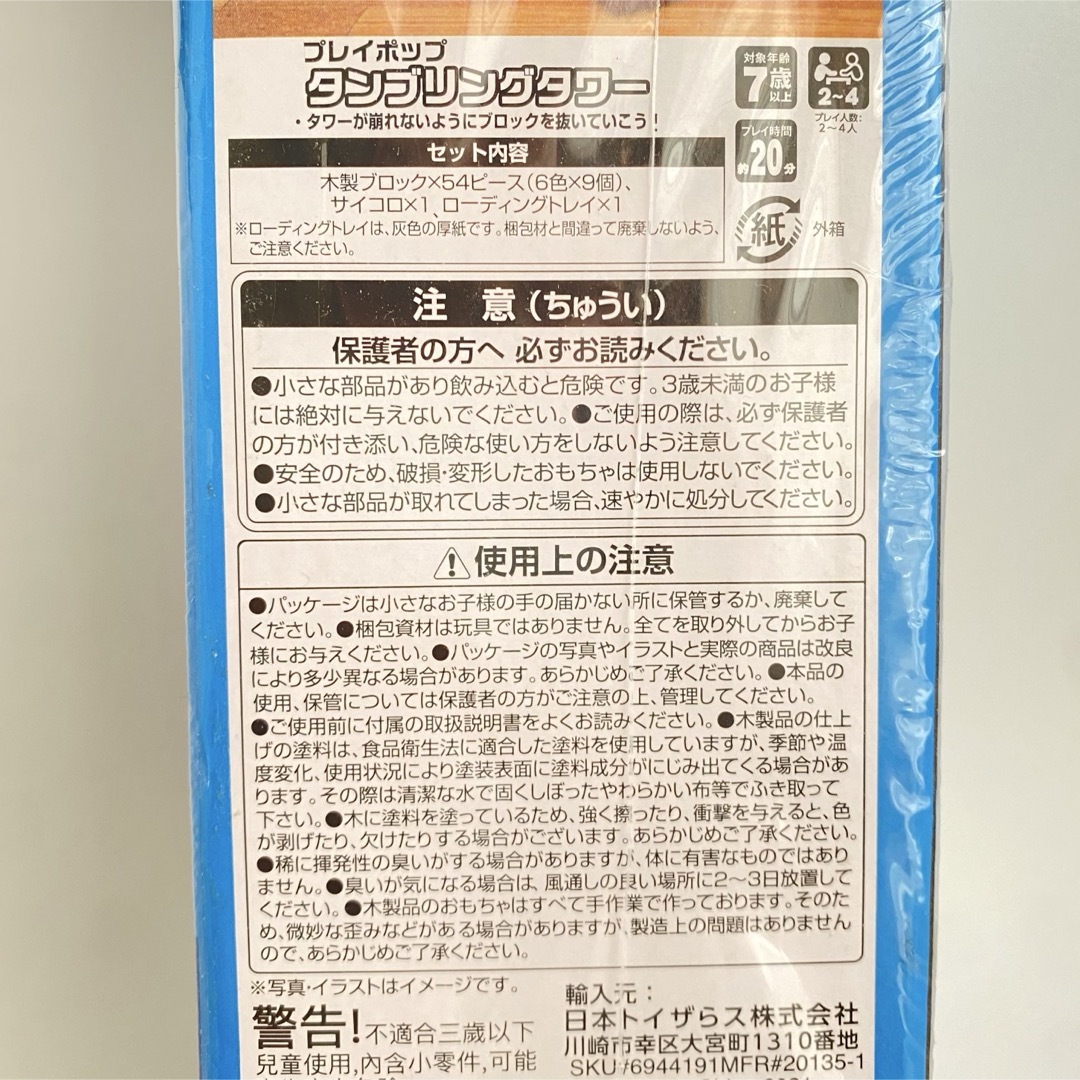 プレイポップ
タンブリングタワー
・タワーが崩れないようにブロックを抜いていこう！
対象年齢
7歳
以上
2〜4
プレイ人数:
2〜4人
プレイ時間
約20分
紙
外箱
セット内容
木製ブロック×54ピース(6色×9個)、
サイコロ×1、ローディングトレイ×1
※ローディングトレイは、灰色の厚紙です。梱包材と間違って廃棄しないよう、
ご注意ください。
注 意(ちゅうい)
保護者の方へ 必ずお読みください。
●小さな部品があり飲み込むと危険です。3歳未満のお子様
には絶対に与えないでください。●ご使用の際は、必ず保護者
の方が付き添い、危険な使い方をしないよう注意してください。
●安全のため、破損・変形したおもちゃは使用しないでください。
●小さな部品が取れてしまった場合、速やかに処分してください。
⚠使用上の注意
●パッケージは小さなお子様の手の届かない所に保管するか、廃棄して
ください。●梱包資材は玩具ではありません。全てを取り外してからお子
様にお与えください。●パッケージの写真やイラストと実際の商品は改良
により多少異なる場合があります。あらかじめご了承ください。●本品の
使用、保管については保護者の方がご注意の上、管理してください。
●ご使用前に付属の取扱説明書をよくお読みください。●木製品の仕上
げの塗料は、食品衛生法に適合した塗料を使用していますが、季節や温
度変化、使用状況により塗装表面に塗料成分がにじみ出てくる場合があ
ります。その際は清潔な水で固くしぼったやわらかい布等でふき取って
下さい。●木に塗料を塗っているため、強く擦ったり、衝撃を与えると、色
が剥げたり、欠けたりする場合がございます。あらかじめご了承ください。
●稀に揮発性の臭いがする場合がありますが、体に有害なものではあり
ません。●臭いが気になる場合は、風通しの良い場所に2〜3日放置して
ください。●木製品のおもちゃはすべて手作業で作っております。そのた
め、微妙な歪みなどがある場合がありますが、製造上の問題はありません
ので、あらかじめご了承ください。
※写真・イラストはイメージです。
警告!不適合三歲以下
兒童使用,內含小零件,可能
輸入元：
日本トイザらス株式会社
川崎市幸区大宮町1310番地
SKU#6944191MFR#20135-1